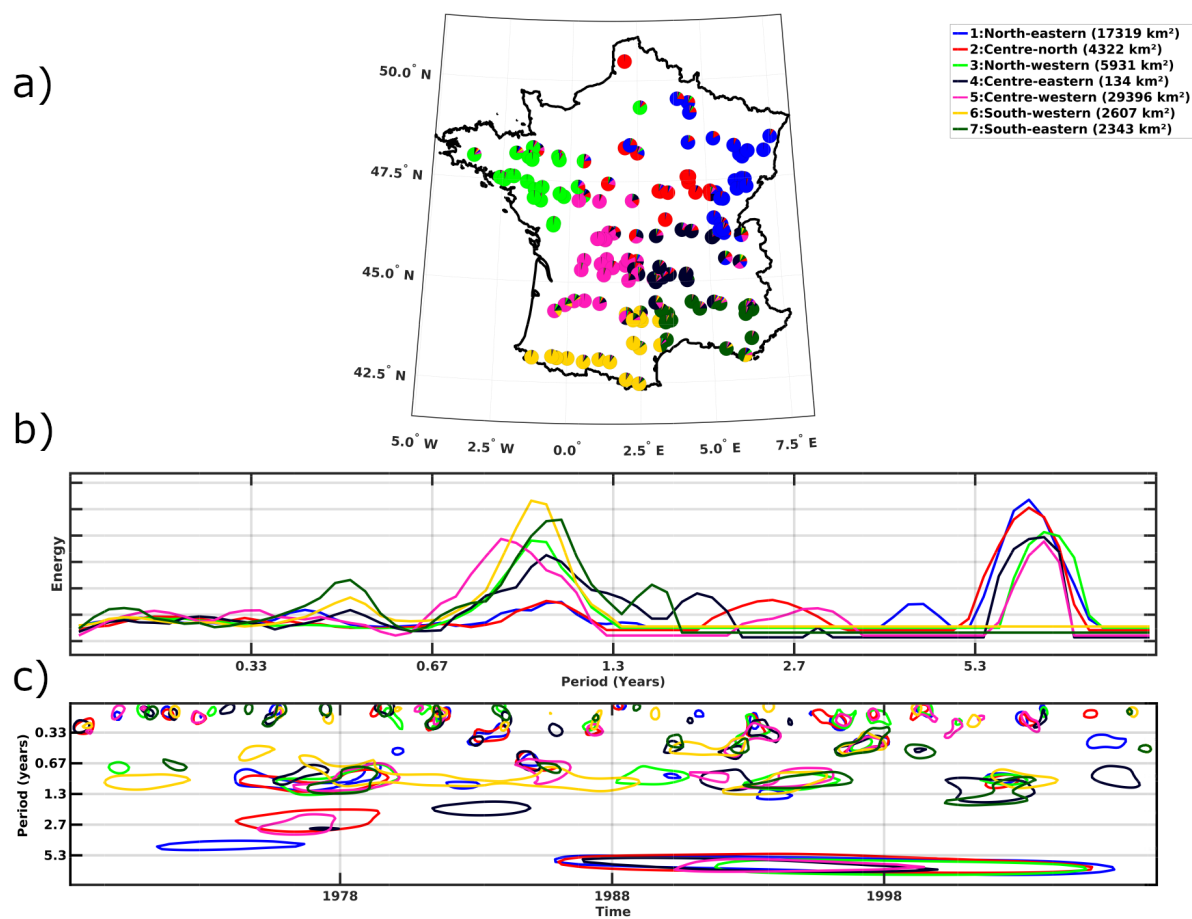 a)
1:North-eastern (17319 km²)
2:Centre-north (4322 km²)
3:North-western (5931 km²)
4:Centre-eastern (134 km²)
5:Centre-western (29396 km²)
6:South-western (2607 km²)
7:South-eastern (2343 km²)
50.0° N
47.5° N
45.0° N
42.5° N
5.0° W
2.5° W
0.0°
2.5° E
5.0° E
7.5° E
b)
Energy
0.33
0.67
1.3
2.7
5.3
Period (Years)
c)
Period (years)
0.33
0.67
1.3
2.7
5.3
1978
1988
1998
Time